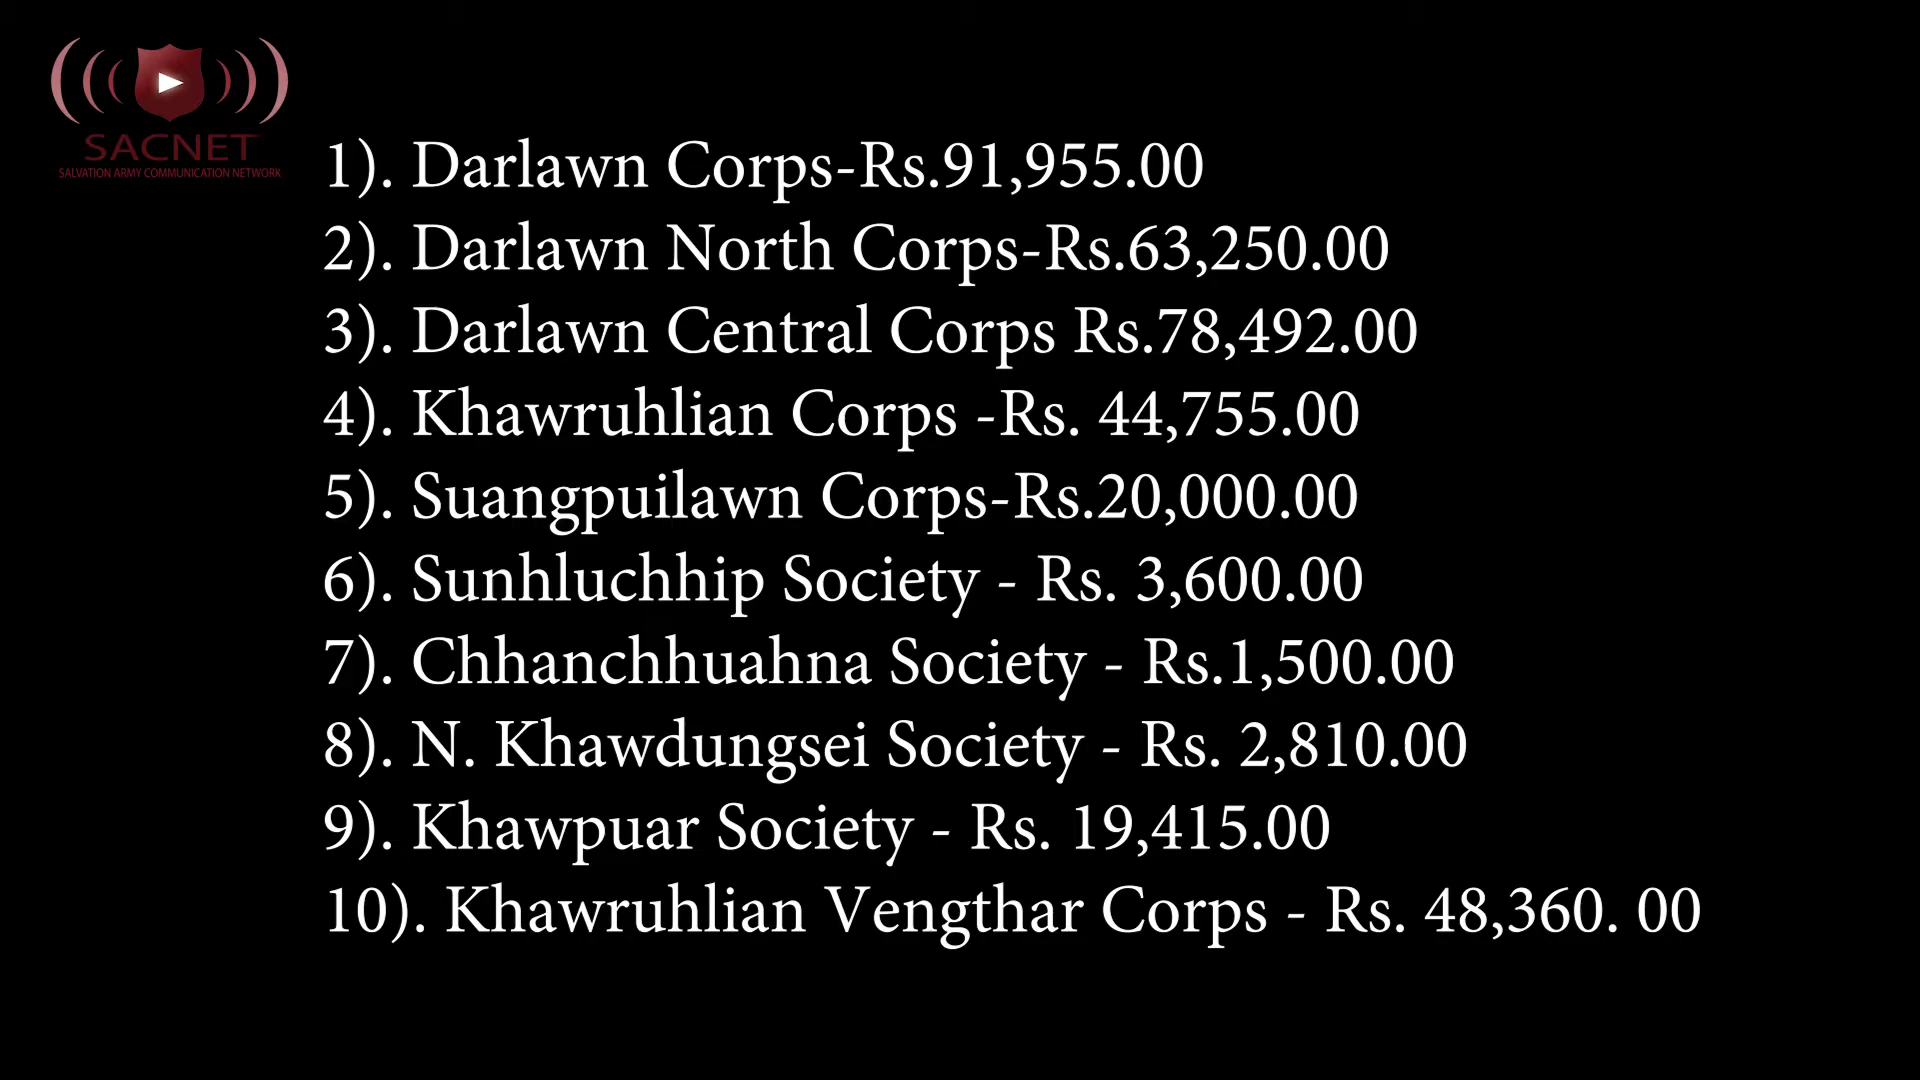 SACNET
SALVATION ARMY COMMUNICATION NETWORK
1). Darlawn Corps-Rs.91,955.00
2). Darlawn North Corps-Rs.63,250.00
3). Darlawn Central Corps Rs.78,492.00
4). Khawruhlian Corps -Rs. 44,755.00
5). Suangpuilawn Corps-Rs.20,000.00
6). Sunhluchhip Society - Rs. 3,600.00
7). Chhanchhuahna Society - Rs.1,500.00
8). N. Khawdungsei Society - Rs. 2,810.00
9). Khawpuar Society - Rs. 19,415.00
10). Khawruhlian Vengthar Corps - Rs. 48,360. 00